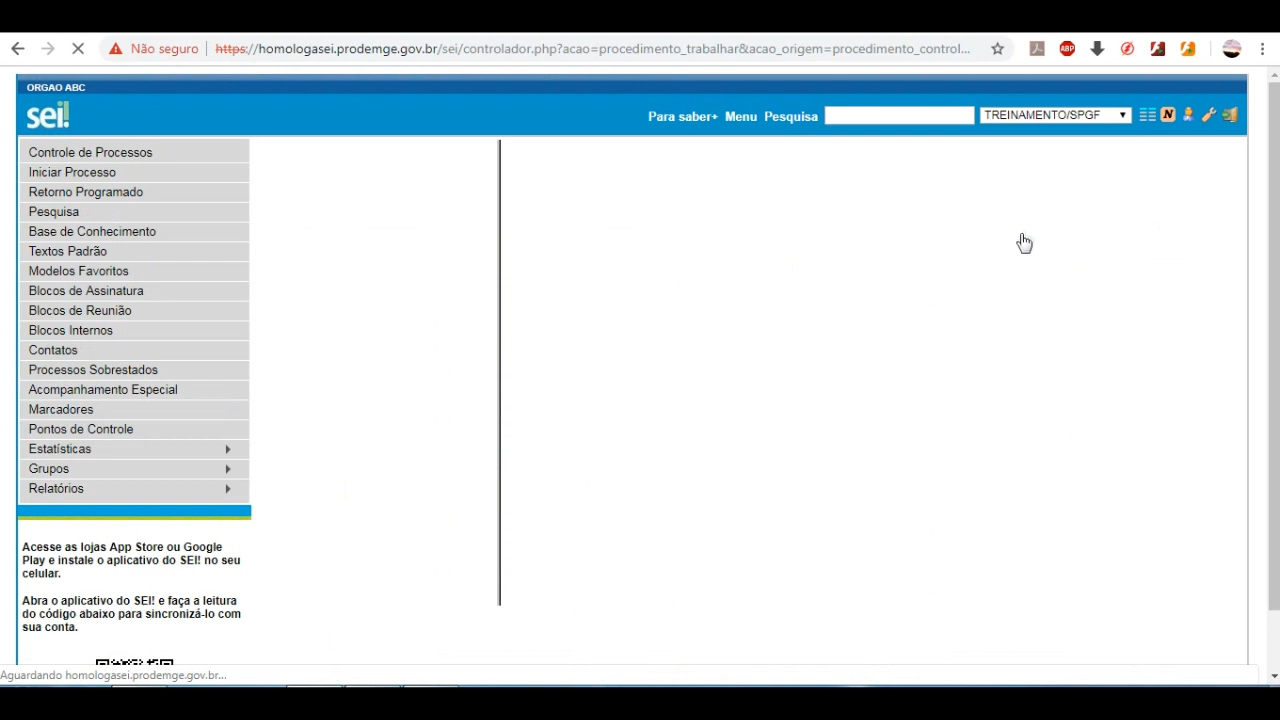 Não seguro
https://homologasei.prodemge.gov.br/sei/controlador.php?acao=procedimento_trabalhar&acao_origem=procedimento_control...
ABP
ORGAO ABC
sei!
Para saber+ Menu Pesquisa
TREINAMENTO/SPGF
N
Controle de Processos
Iniciar Processo
Retorno Programado
Pesquisa
Base de Conhecimento
Textos Padrão
Modelos Favoritos
Blocos de Assinatura
Blocos de Reunião
Blocos Internos
Contatos
Processos Sobrestados
Acompanhamento Especial
Marcadores
Pontos de Controle
Estatísticas
Grupos
Relatórios
Acesse as lojas App Store ou Google
Play e instale o aplicativo do SEI! no seu
celular.
Abra o aplicativo do SEI! e faça a leitura
do código abaixo para sincronizá-lo com
sua conta.
Aguardando homologasei.prodemge.gov.br...